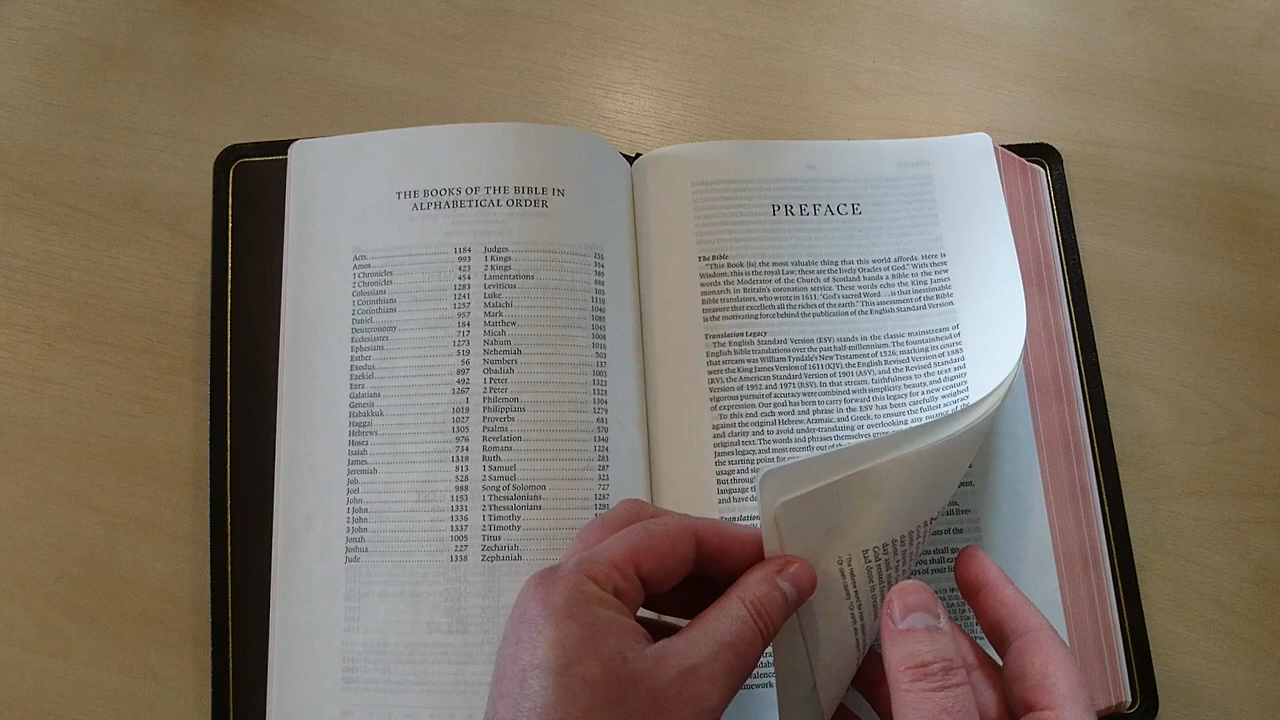 THE BOOKS OF THE BIBLE IN
ALPHABETICAL ORDER
Acts 1184
Amos 993
1 Chronicles 423
2 Chronicles 454
Colossians 1283
1 Corinthians 1241
2 Corinthians 1257
Daniel 957
Deuteronomy 184
Ecclesiastes 717
Ephesians 1273
Esther 519
Exodus 56
Ezekiel 897
Ezra 492
Galatians 1267
Genesis 1
Habakkuk 1019
Haggai 1027
Hebrews 1305
Hosea 976
Isaiah 734
James 1318
Jeremiah 813
Job 528
Joel 988
John 1153
1 John 1331
2 John 1336
3 John 1337
Jonah 1005
Joshua 227
Jude 1338
Judges 255
1 Kings 354
2 Kings 389
Lamentations 888
Leviticus 103
Luke 1110
Malachi 1040
Mark 1085
Matthew 1045
Micah 1008
Nahum 1016
Nehemiah 503
Numbers 137
Obadiah 1003
1 Peter 1323
2 Peter 1328
Philemon 1304
Philippians 1279
Proverbs 681
Psalms 570
Revelation 1340
Romans 1224
Ruth 283
1 Samuel 287
2 Samuel 323
Song of Solomon 727
1 Thessalonians 1287
2 Thessalonians 1291
1 Timothy
2 Timothy
Titus
Zechariah
Zephaniah
PREFACE
The Bible
"This Book [is] the most valuable thing that this world affords. Here is
Wisdom; this is the royal Law; these are the lively Oracles of God." With these
words the Moderator of the Church of Scotland hands a Bible to the new
monarch in Britain's coronation service. These words echo the King James
Bible translators, who wrote in 1611: "God's sacred Word ... is that inestimable
treasure that excelleth all the riches of the earth." This assessment of the Bible
is the motivating force behind the publication of the English Standard Version.
Translation Legacy
The English Standard Version (ESV) stands in the classic mainstream of
English Bible translations over the past half-millennium. The fountainhead of
that stream was William Tyndale's New Testament of 1526; marking its course
were the King James Version of 1611 (KJV), the English Revised Version of 1885
(RV), the American Standard Version of 1901 (ASV), and the Revised Standard
Version of 1952 and 1971 (RSV). In that stream, faithfulness to the text and
vigorous pursuit of accuracy were combined with simplicity, beauty, and dignity
of expression. Our goal has been to carry forward this legacy for a new century.
To this end each word and phrase in the ESV has been carefully weighed
against the original Hebrew, Aramaic, and Greek, to ensure the fullest accuracy
and clarity and to avoid under-translating or overlooking any nuance of the
original text. The words and phrases themselves grow
James legacy, and most recently out of
the starting point for
usage and
But through
language
and have
Translation